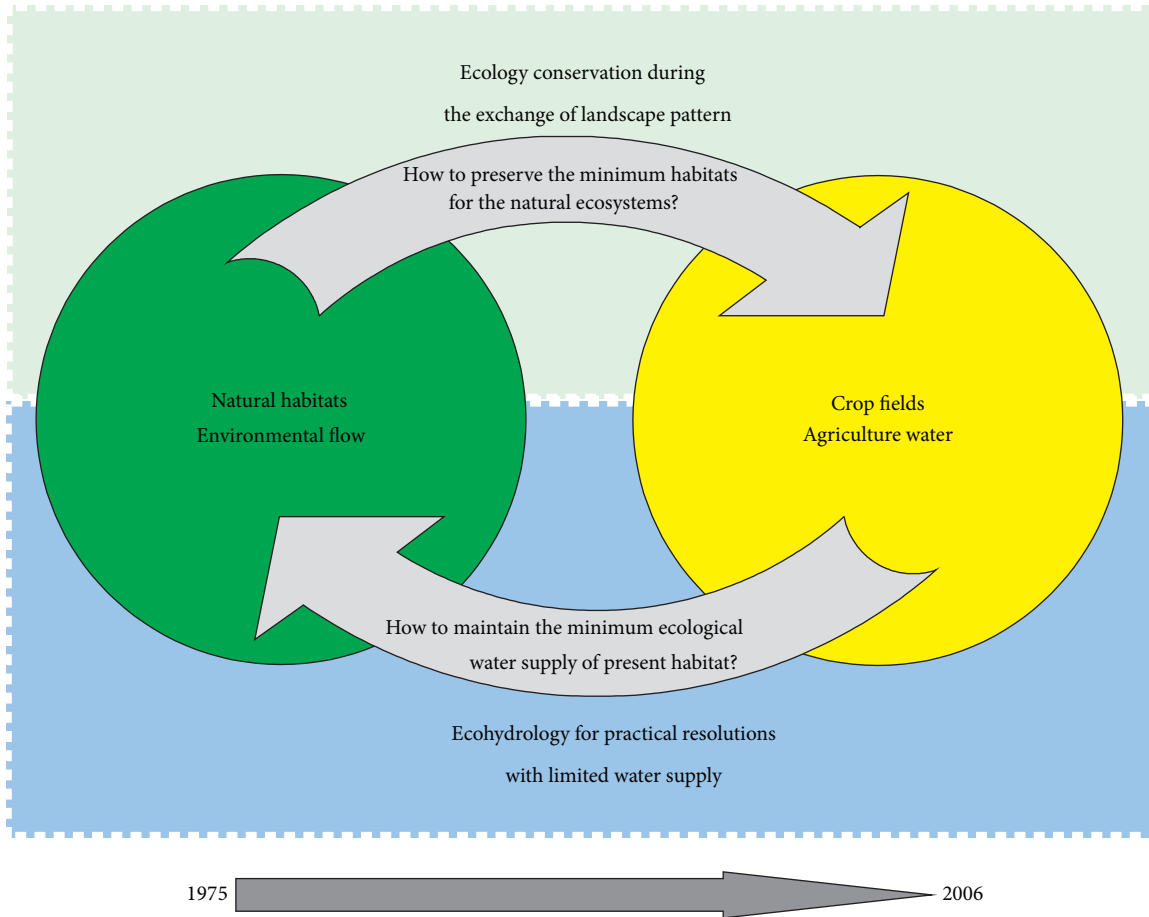 Ecology conservation during
the exchange of landscape pattern
How to preserve the minimum habitats
for the natural ecosystems?
Natural habitats
Environmental flow
Crop fields
Agriculture water
How to maintain the minimum ecological
water supply of present habitat?
Ecohydrology for practical resolutions
with limited water supply
1975
2006